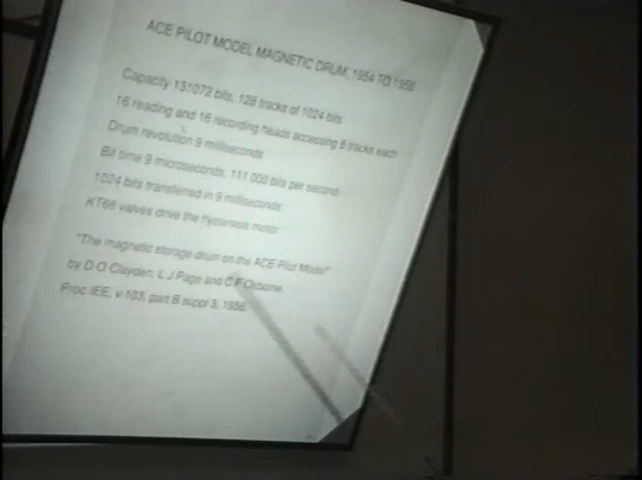 ACE PILOT MODEL MAGNETIC DRUM, 1954 TO 1956
Capacity 131072 bits, 128 tracks of 1024 bits
16 reading and 16 recording heads accessing 8 tracks each
Drum revolution 9 milliseconds
Bit time 9 microseconds, 111 000 bits per second
1024 bits transferred in 9 milliseconds
KT66 valves drive the hysteresis motor
"The magnetic storage drum on the ACE Pilot Model"
by D O Clayden, L J Page and C F Osborne,
Proc IEE, v.103, part B suppl 3, 1956.